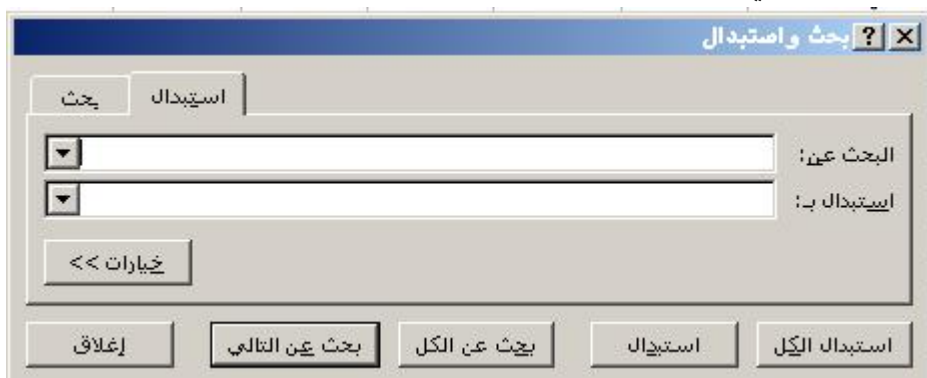 بحث واستبدال
استبدال بحث
البحث عن:
استبدال بـ:
خيارات >>
استبدال الكل استبدال بحث عن الكل بحث عن التالي إغلاق